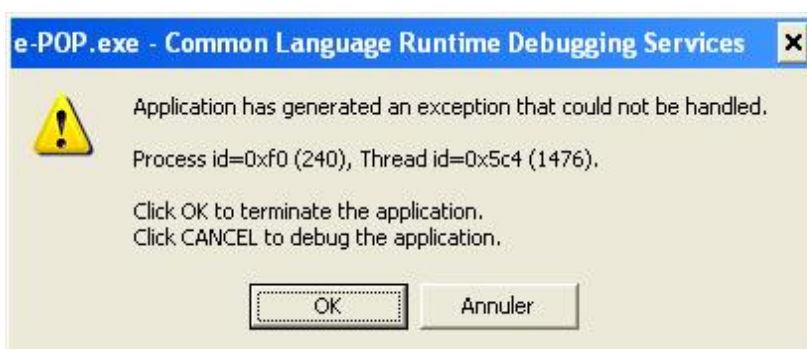 e-POP.exe - Common Language Runtime Debugging Services
Application has generated an exception that could not be handled.
Process id=0xf0 (240), Thread id=0x5c4 (1476).
Click OK to terminate the application.
Click CANCEL to debug the application.
OK
Annuler